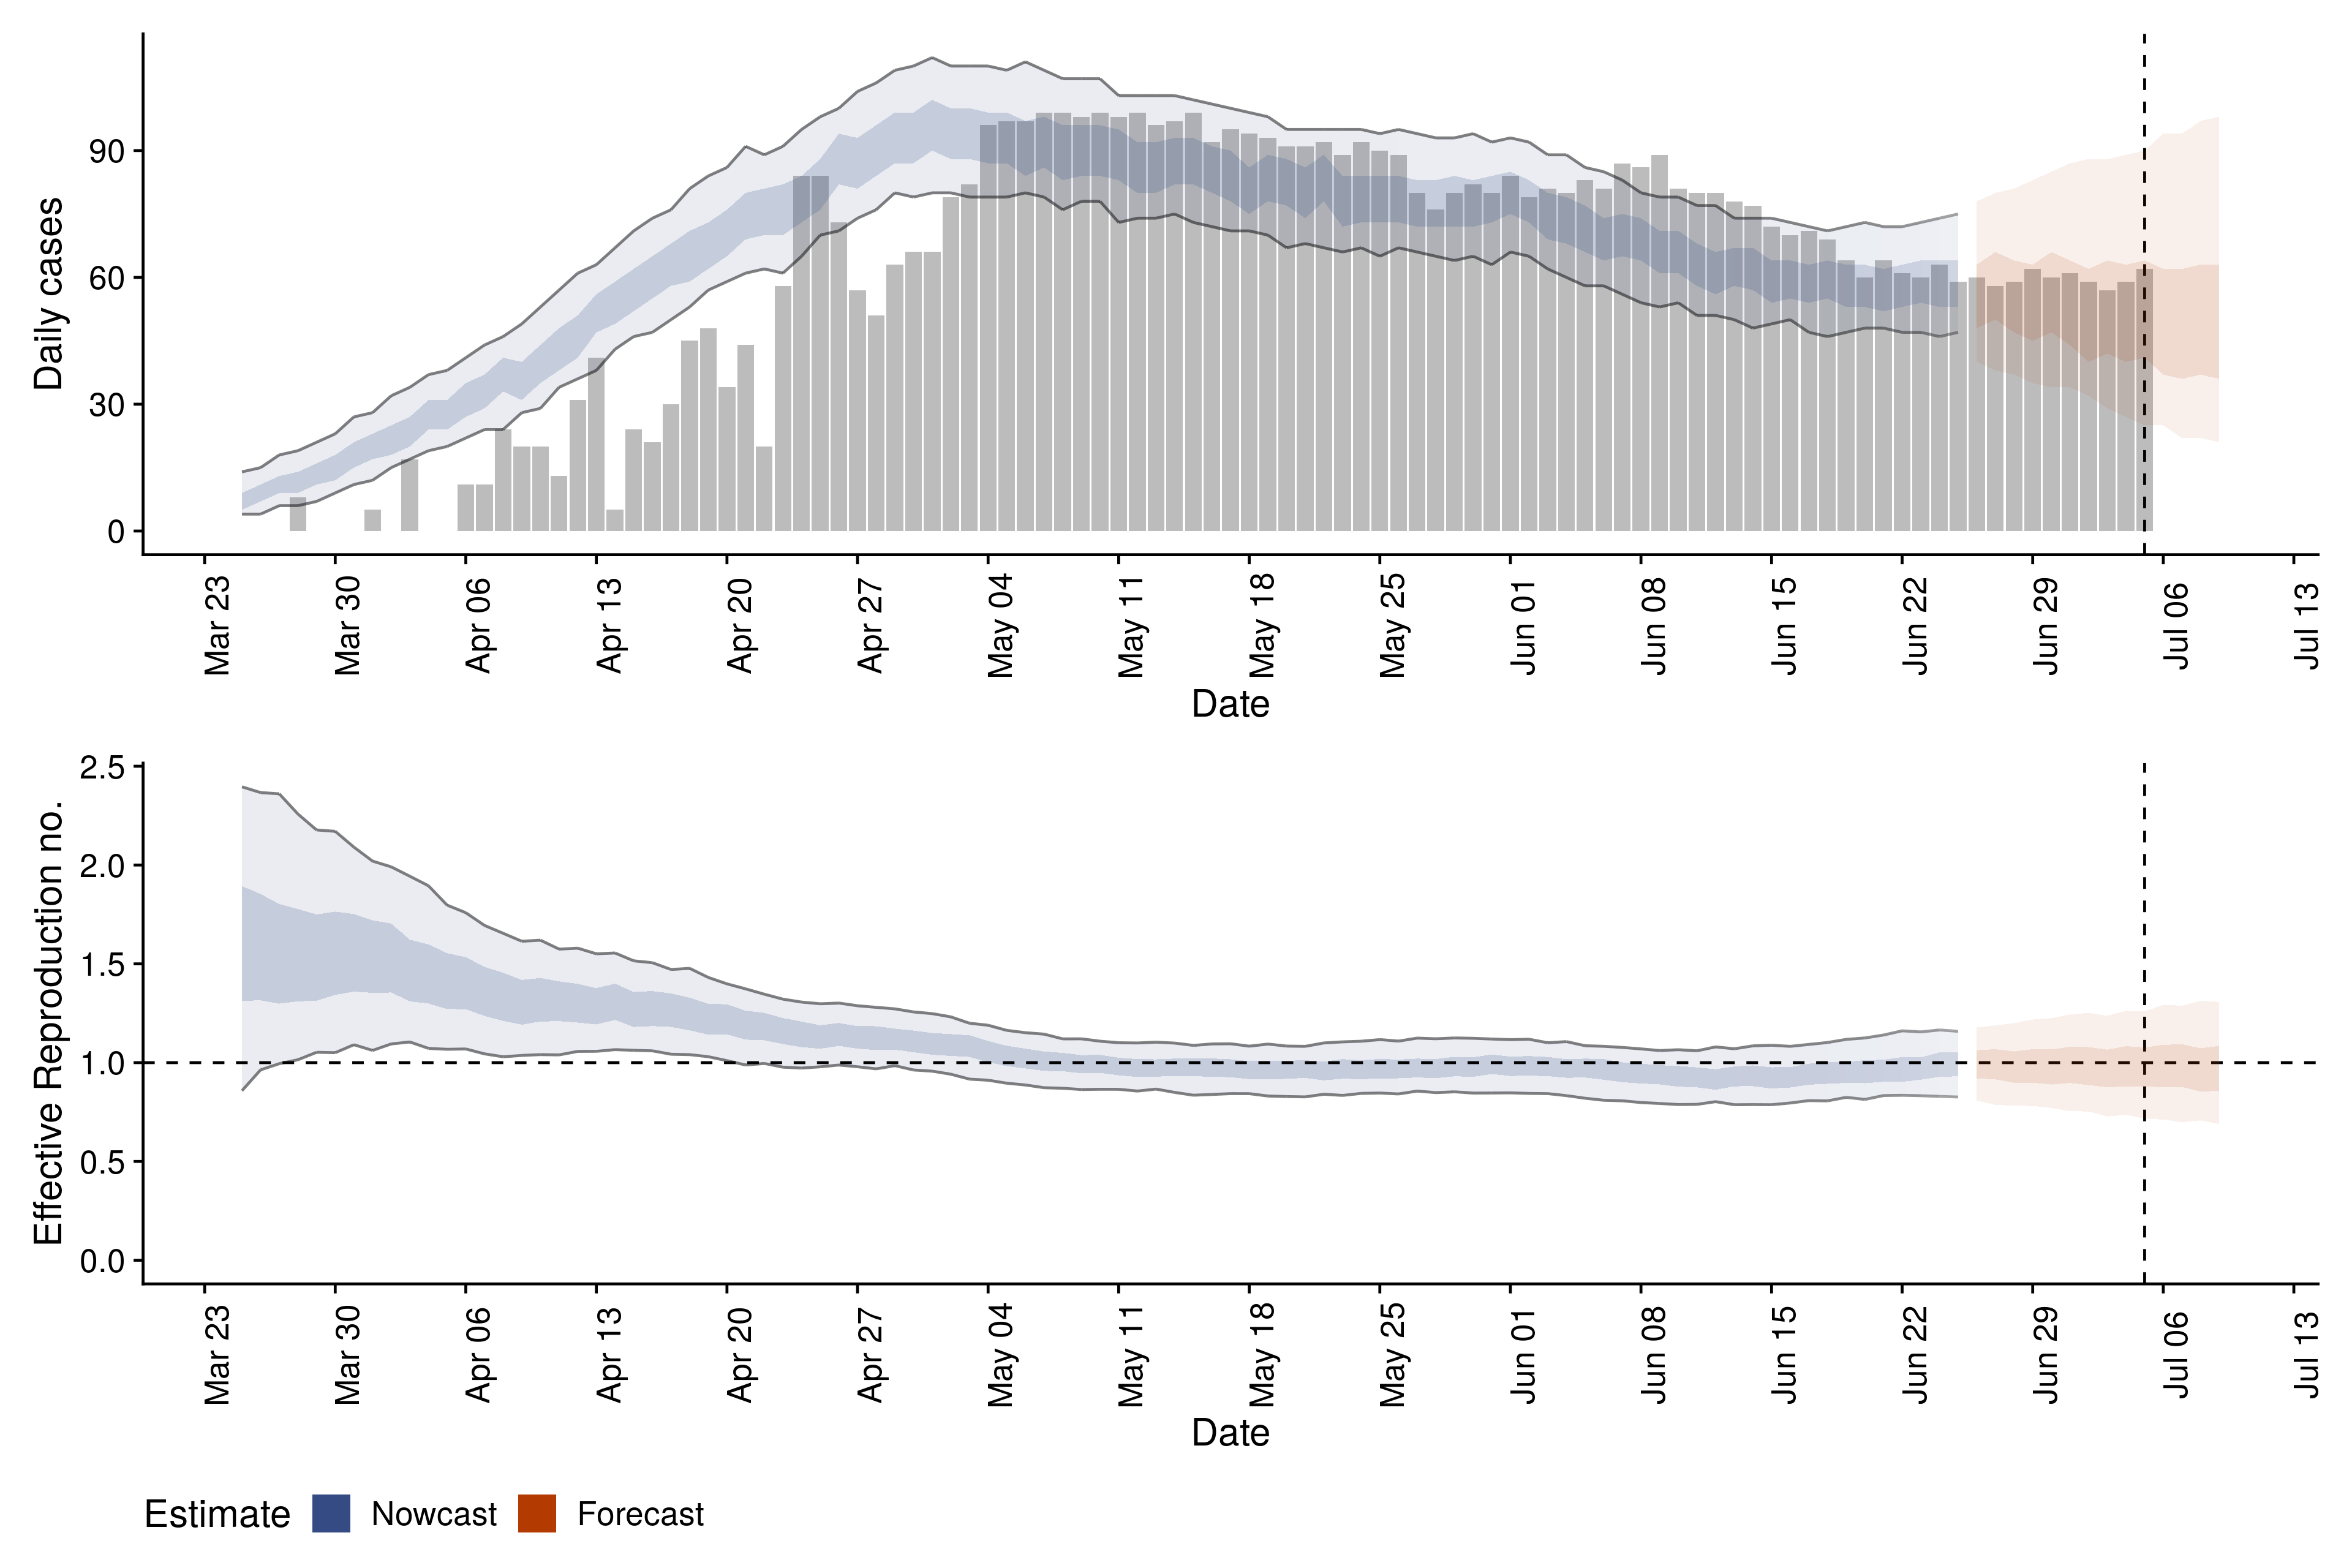 Daily cases
90
60
30
0
Mar 23
Mar 30
Apr 06
Apr 13
Apr 20
Apr 27
May 04
May 11
May 18
May 25
Jun 01
Jun 08
Jun 15
Jun 22
Jun 29
Jul 06
Jul 13
Date
Effective Reproduction no.
2.5
2.0
1.5
1.0
0.5
0.0
Mar 23
Mar 30
Apr 06
Apr 13
Apr 20
Apr 27
May 04
May 11
May 18
May 25
Jun 01
Jun 08
Jun 15
Jun 22
Jun 29
Jul 06
Jul 13
Date
Estimate Nowcast Forecast